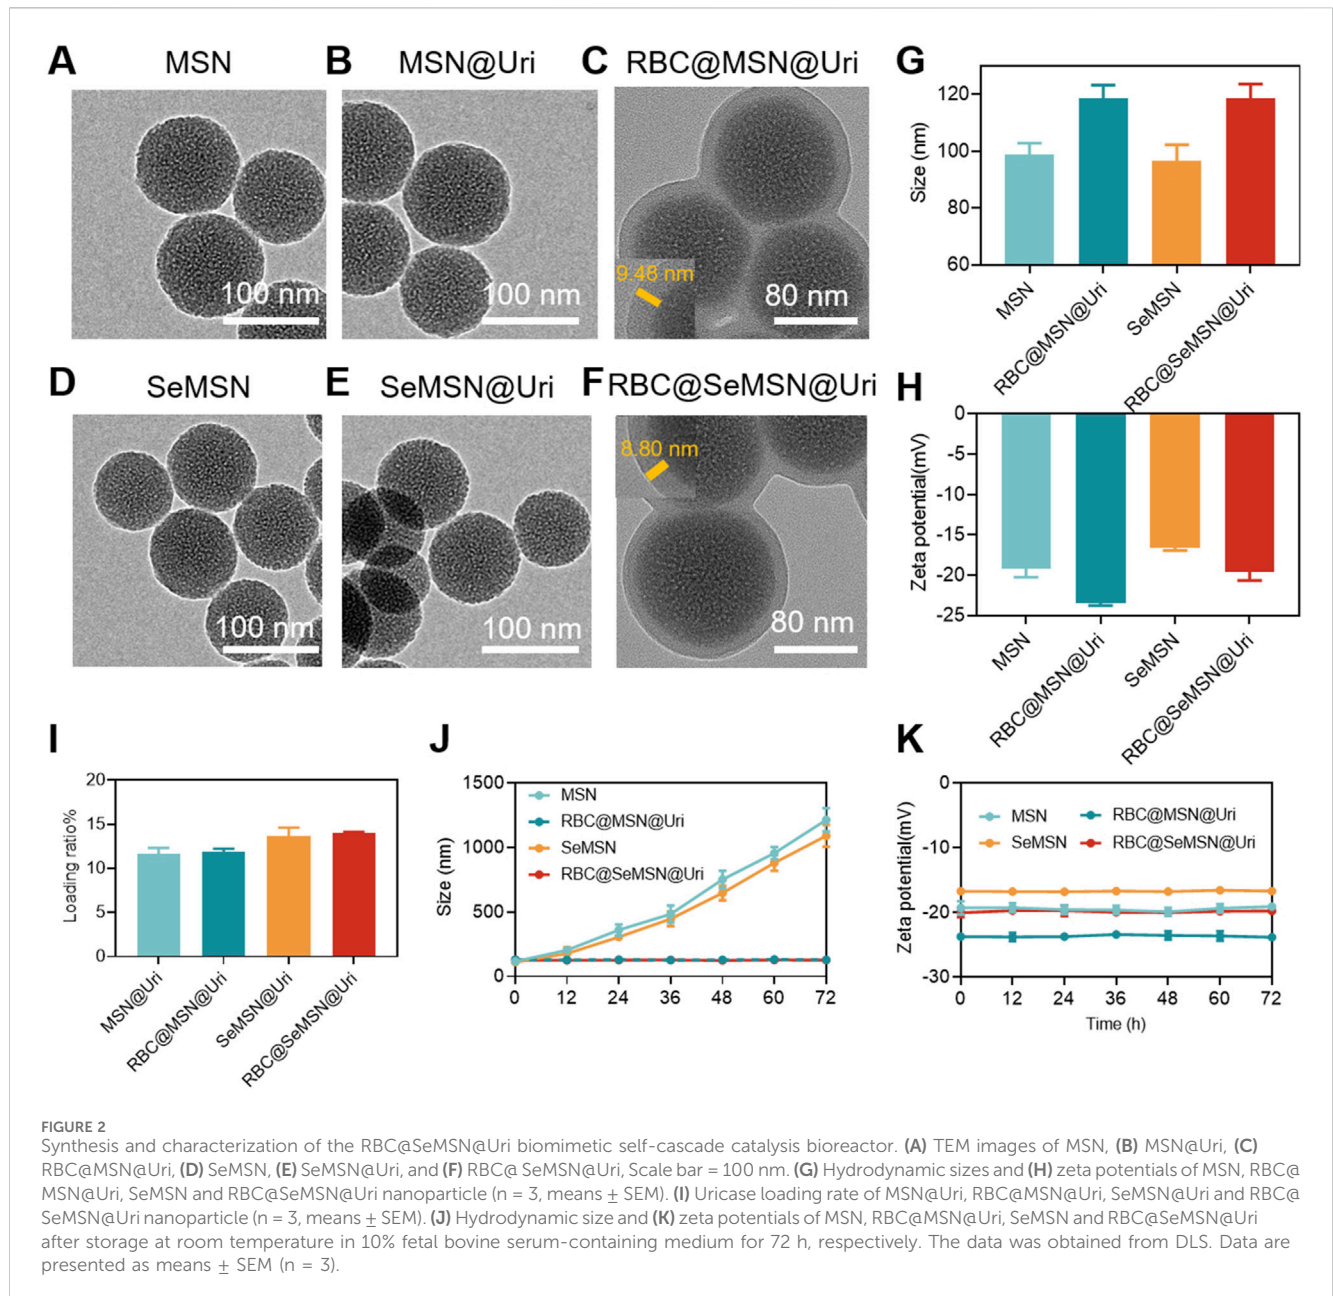 A MSN
B MSN@Uri
C RBC@MSN@Uri
100 nm
100 nm
9.48 nm
80 nm
D SeMSN
E SeMSN@Uri
F RBC@SeMSN@Uri
100 nm
100 nm
8.80 nm
80 nm
G
Size (nm)
120
100
80
60
MSN
RBC@MSN@Uri
SeMSN
RBC@SeMSN@Uri
H
Zeta potential(mV)
0
-5
-10
-15
-20
-25
MSN
RBC@MSN@Uri
SeMSN
RBC@SeMSN@Uri
I
Loading ratio%
20
15
10
5
0
MSN@Uri
RBC@MSN@Uri
SeMSN@Uri
RBC@SeMSN@Uri
J
Size (nm)
1500
1000
500
0
MSN
RBC@MSN@Uri
SeMSN
RBC@SeMSN@Uri
0 12 24 36 48 60 72
K
Zeta potential(mV)
0
-10
-20
-30
MSN
RBC@MSN@Uri
SeMSN
RBC@SeMSN@Uri
0 12 24 36 48 60 72
Time (h)
FIGURE 2
Synthesis and characterization of the RBC@SeMSN@Uri biomimetic self-cascade catalysis bioreactor. (A) TEM images of MSN, (B) MSN@Uri, (C)
RBC@MSN@Uri, (D) SeMSN, (E) SeMSN@Uri, and (F) RBC@ SeMSN@Uri, Scale bar = 100 nm. (G) Hydrodynamic sizes and (H) zeta potentials of MSN, RBC@
MSN@Uri, SeMSN and RBC@SeMSN@Uri nanoparticle (n = 3, means ± SEM). (I) Uricase loading rate of MSN@Uri, RBC@MSN@Uri, SeMSN@Uri and RBC@
SeMSN@Uri nanoparticle (n = 3, means ± SEM). (J) Hydrodynamic size and (K) zeta potentials of MSN, RBC@MSN@Uri, SeMSN and RBC@SeMSN@Uri
after storage at room temperature in 10% fetal bovine serum-containing medium for 72 h, respectively. The data was obtained from DLS. Data are
presented as means ± SEM (n = 3).